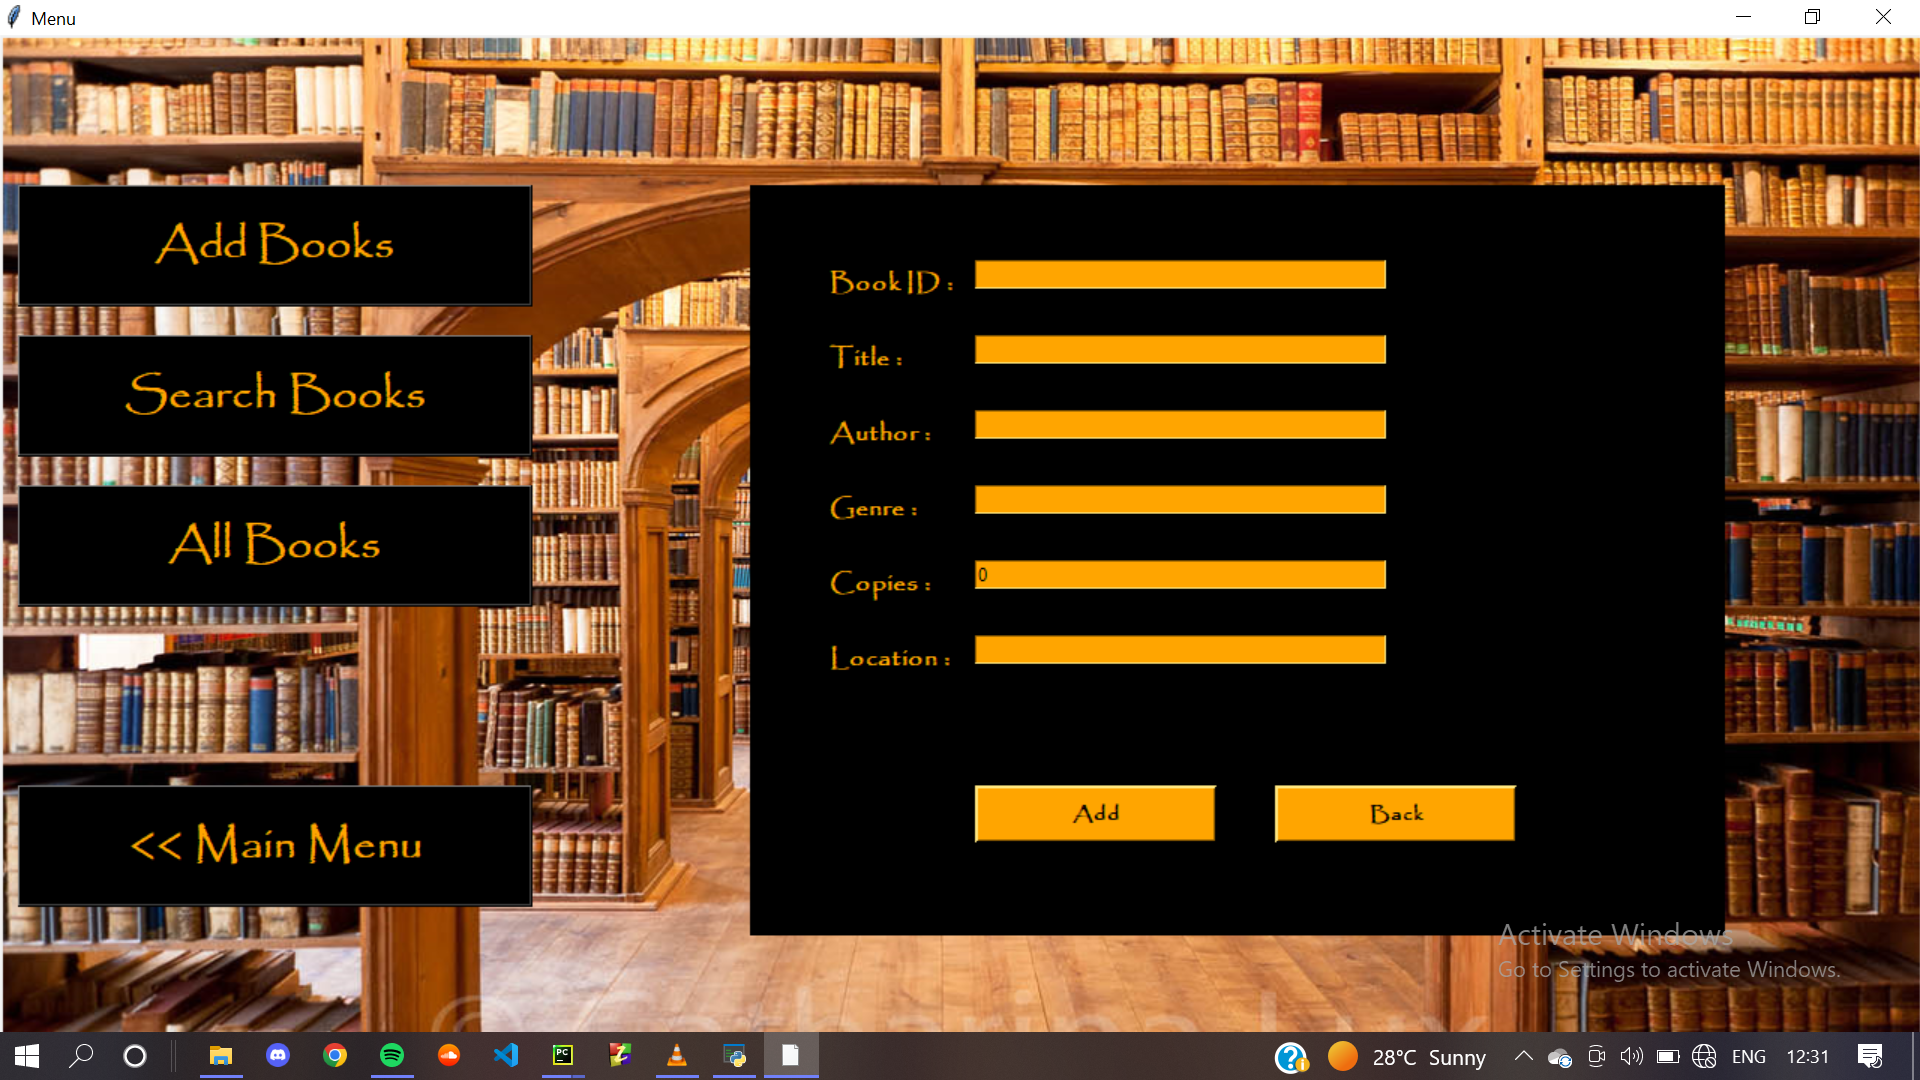 Menu
Add Books
Search Books
All Books
<< Main Menu
Book ID :
Title :
Author :
Genre :
Copies :
0
Location :
Add
Back
Activate Windows
Go to Settings to activate Windows.
PC
28°C Sunny
ENG
12:31